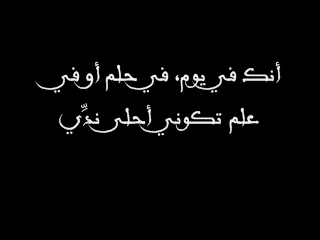 أنك في يوم، في حلم أو في
علم تكوني أحلى ندِّي